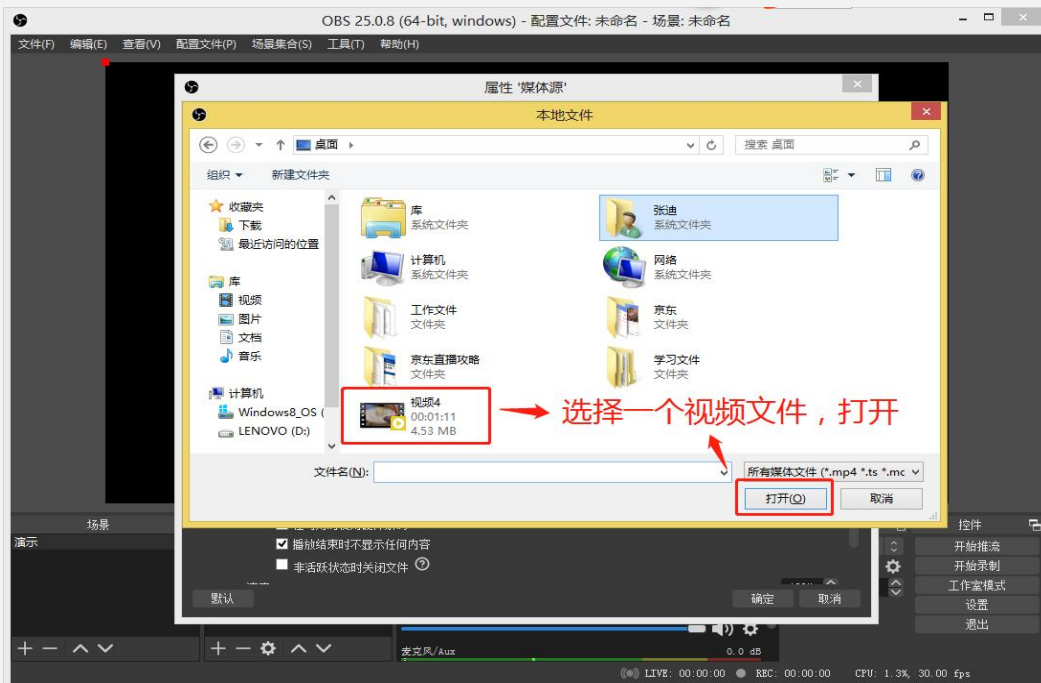 OBS 25.0.8 (64-bit, windows) - 配置文件: 未命名 - 场景: 未命名
文件(F) 编辑(E) 查看(V) 配置文件(P) 场景集合(S) 工具(T) 帮助(H)
属性 '媒体源'
本地文件
桌面
搜索 桌面
组织 新建文件夹
收藏夹
下载
最近访问的位置
库
视频
图片
文档
音乐
计算机
Windows8_OS (
LENOVO (D:)
库
系统文件夹
张迪
系统文件夹
计算机
系统文件夹
网络
系统文件夹
工作文件
文件夹
京东
文件夹
京东直播攻略
文件夹
学习文件
文件夹
视频4
00:01:11
4.53 MB
选择一个视频文件，打开
文件名(N):
所有媒体文件 (*.mp4 *.ts *.mc
打开(O) 取消
场景
控件
演示
播放结束时不显示任何内容
非活跃状态时关闭文件
默认 确定 取消
开始推流
开始录制
工作室模式
设置
退出
麦克风/Aux 0.0 dB
LIVE: 00:00:00 REC: 00:00:00 CPU: 1.3%, 30.00 fps